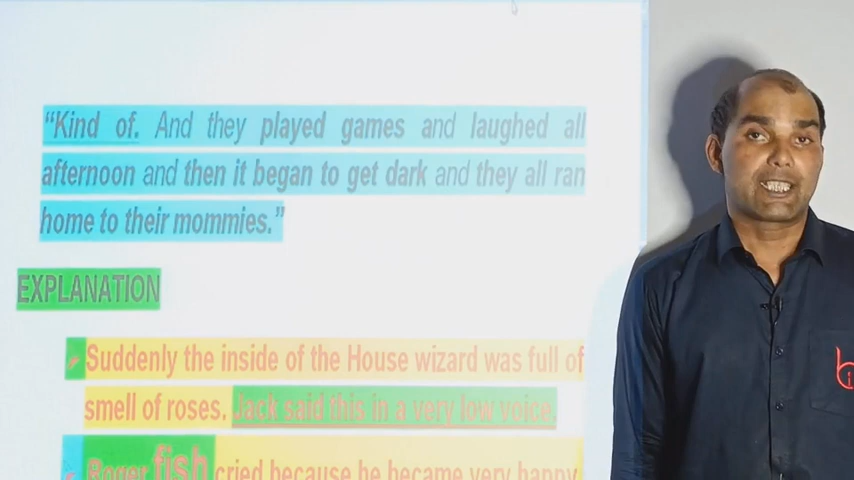 “Kind of. And they played games and laughed all
afternoon and then it began to get dark and they all ran
home to their mommies.”
EXPLANATION
Suddenly the inside of the House wizard was full of
smell of roses. Jack said this in a very low voice.
Roger fish cried because he became very happy.